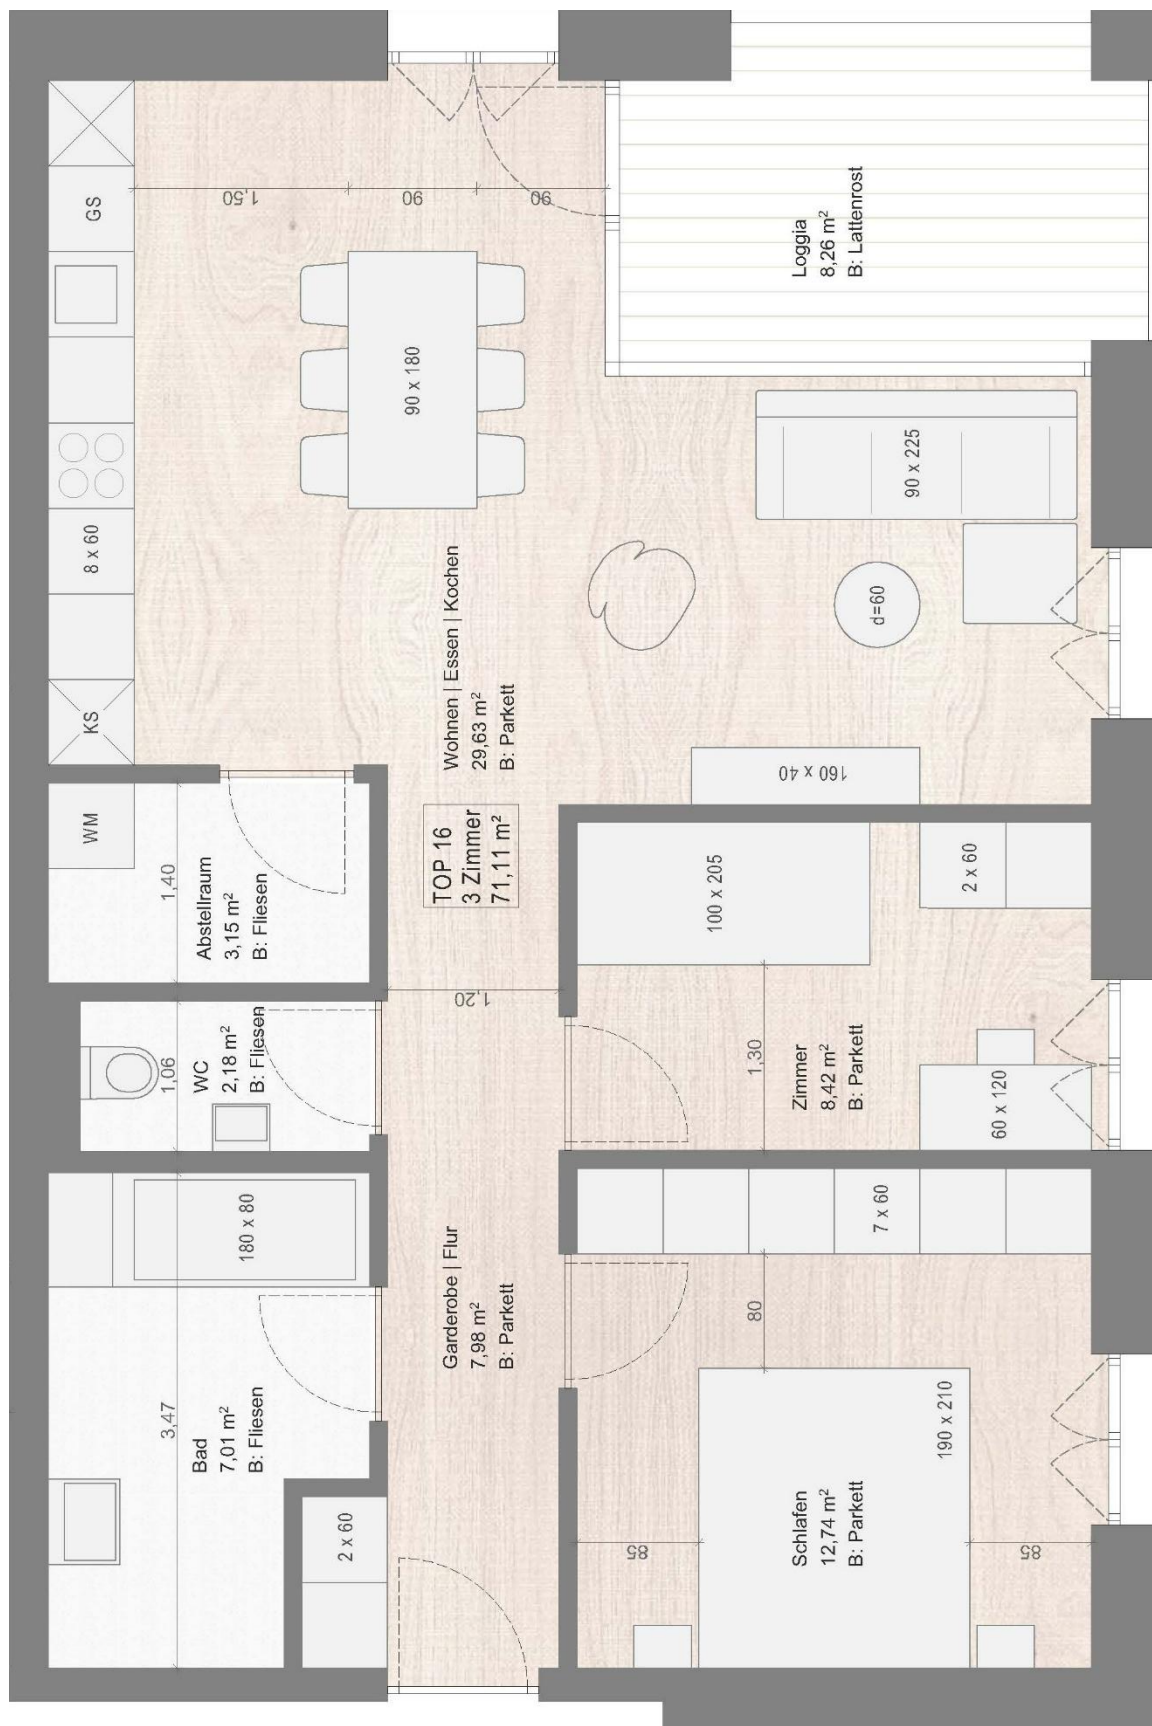 GS
8 x 60
KS
1,50
90
90
90 x 180
Loggia
8,26 m²
B: Lattenrost
90 x 225
d=60
160 x 40
Wohnen | Essen | Kochen
29,63 m²
B: Parkett
TOP 16
3 Zimmer
71,11 m²
WM
1,40
Abstellraum
3,15 m²
B: Fliesen
1,06
WC
2,18 m²
B: Fliesen
1,20
100 x 205
2 x 60
1,30
Zimmer
8,42 m²
B: Parkett
60 x 120
180 x 80
3,47
Bad
7,01 m²
B: Fliesen
2 x 60
Garderobe | Flur
7,98 m²
B: Parkett
7 x 60
80
190 x 210
Schlafen
12,74 m²
B: Parkett
85
85